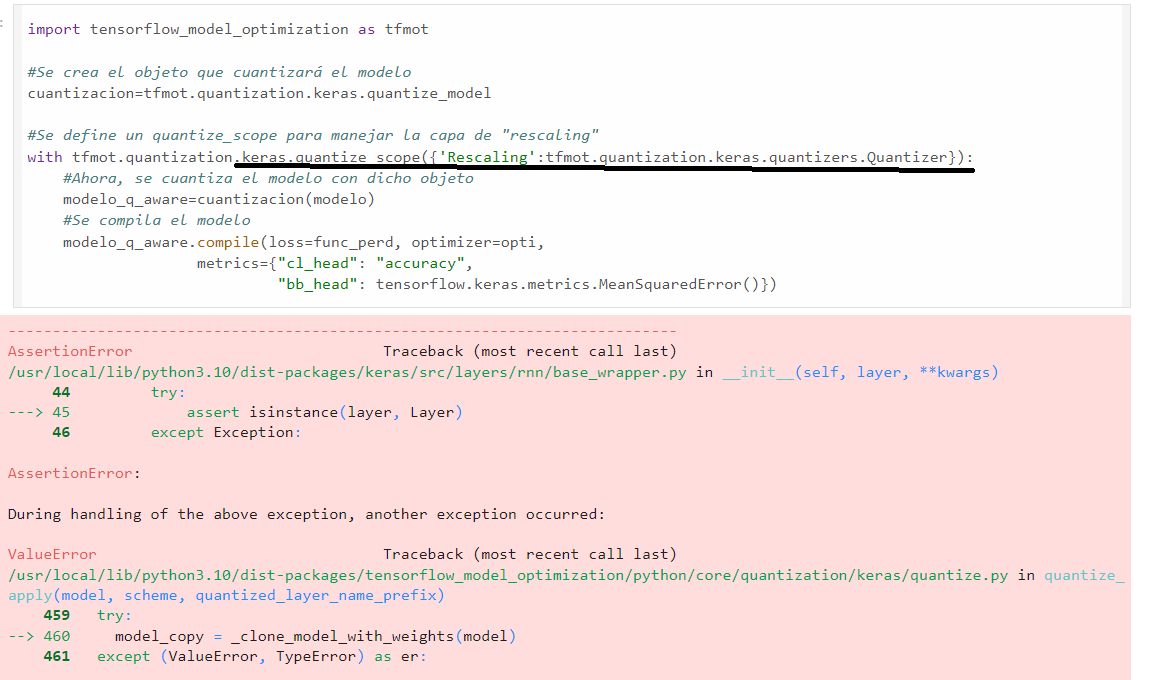 import tensorflow_model_optimization as tfmot
#Se crea el objeto que cuantizará el modelo
cuantizacion=tfmot.quantization.keras.quantize_model
#Se define un quantize_scope para manejar la capa de "rescaling"
with tfmot.quantization.keras.quantize_scope({'Rescaling':tfmot.quantization.keras.quantizers.Quantizer}):
    #Ahora, se cuantiza el modelo con dicho objeto
    modelo_q_aware=cuantizacion(modelo)
    #Se compila el modelo
    modelo_q_aware.compile(loss=func_perd, optimizer=opti,
                   metrics={"cl_head": "accuracy",
                            "bb_head": tensorflow.keras.metrics.MeanSquaredError()})
---------------------------------------------------------------------------
AssertionError                            Traceback (most recent call last)
/usr/local/lib/python3.10/dist-packages/keras/src/layers/rnn/base_wrapper.py in __init__(self, layer, **kwargs)
     44         try:
---> 45             assert isinstance(layer, Layer)
     46         except Exception:
AssertionError:
During handling of the above exception, another exception occurred:
ValueError                                Traceback (most recent call last)
/usr/local/lib/python3.10/dist-packages/tensorflow_model_optimization/python/core/quantization/keras/quantize.py in quantize_
apply(model, scheme, quantized_layer_name_prefix)
    459   try:
--> 460     model_copy = _clone_model_with_weights(model)
    461   except (ValueError, TypeError) as er: